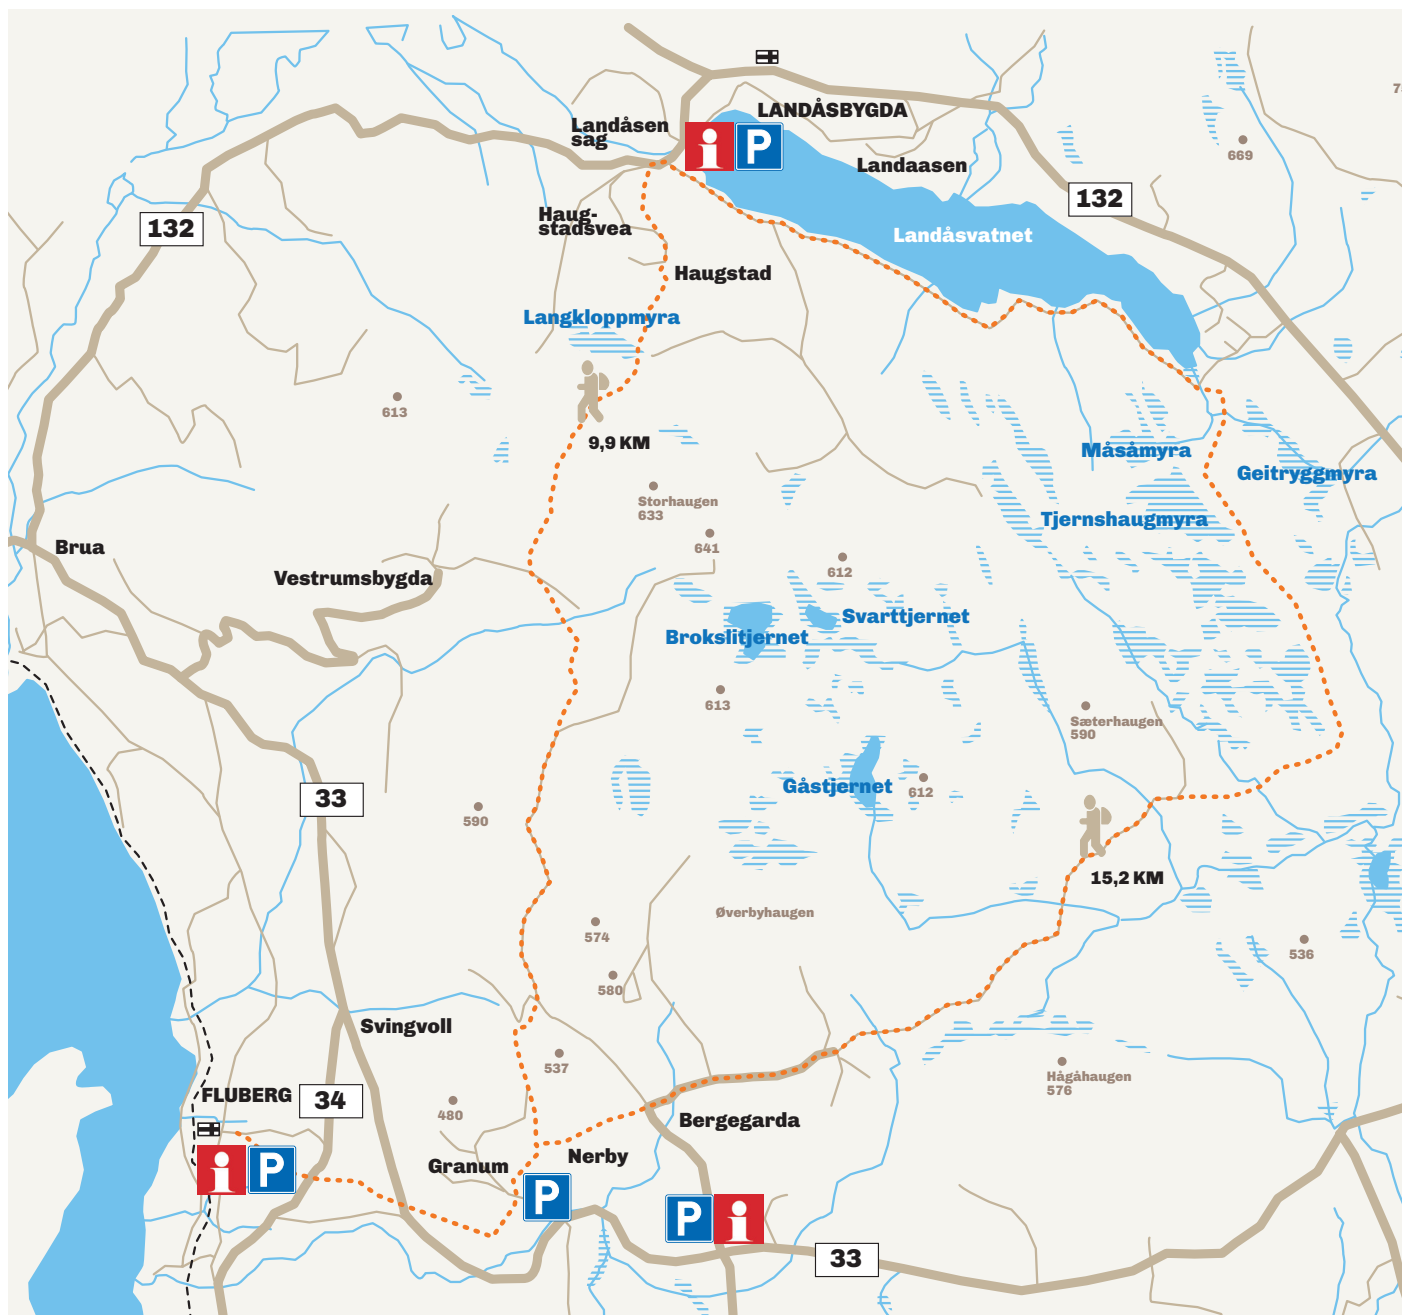 LANDÅSBYGDA
Landåsen
sag
P
Landaasen
669
132
132
Haug-
stadsvea
Landåsvatnet
Haugstad
Langkloppmyra
613
9,9 KM
Måsåmyra
Geitryggmyra
Storhaugen
633
Tjernshaugmyra
641
Brua
612
Vestrumsbygda
Svarttjernet
Brokslitjernet
613
Sæterhaugen
590
Gåstjernet
612
33
590
15,2 KM
Øverbyhaugen
574
536
580
Svingvoll
537
Hågåhaugen
576
FLUBERG
34
480
Bergegarda
Nerby
Granum
i P
P
P i
33